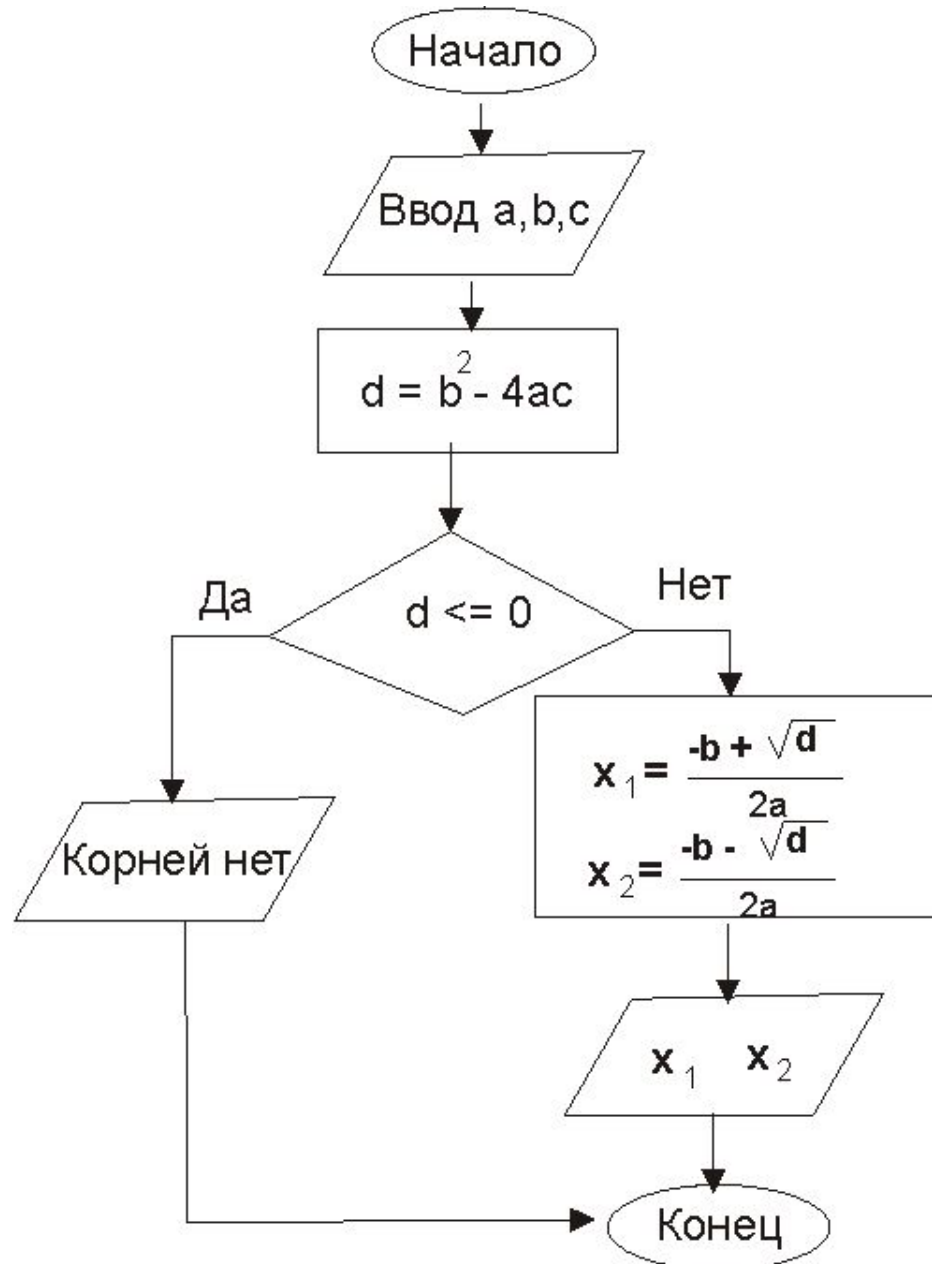 Начало
Ввод a,b,c
d = b² - 4ac
Да
Нет
d <= 0
x₁ = -b + √d
2a
x₂ = -b - √d
2a
Корней нет
x₁ x₂
Конец